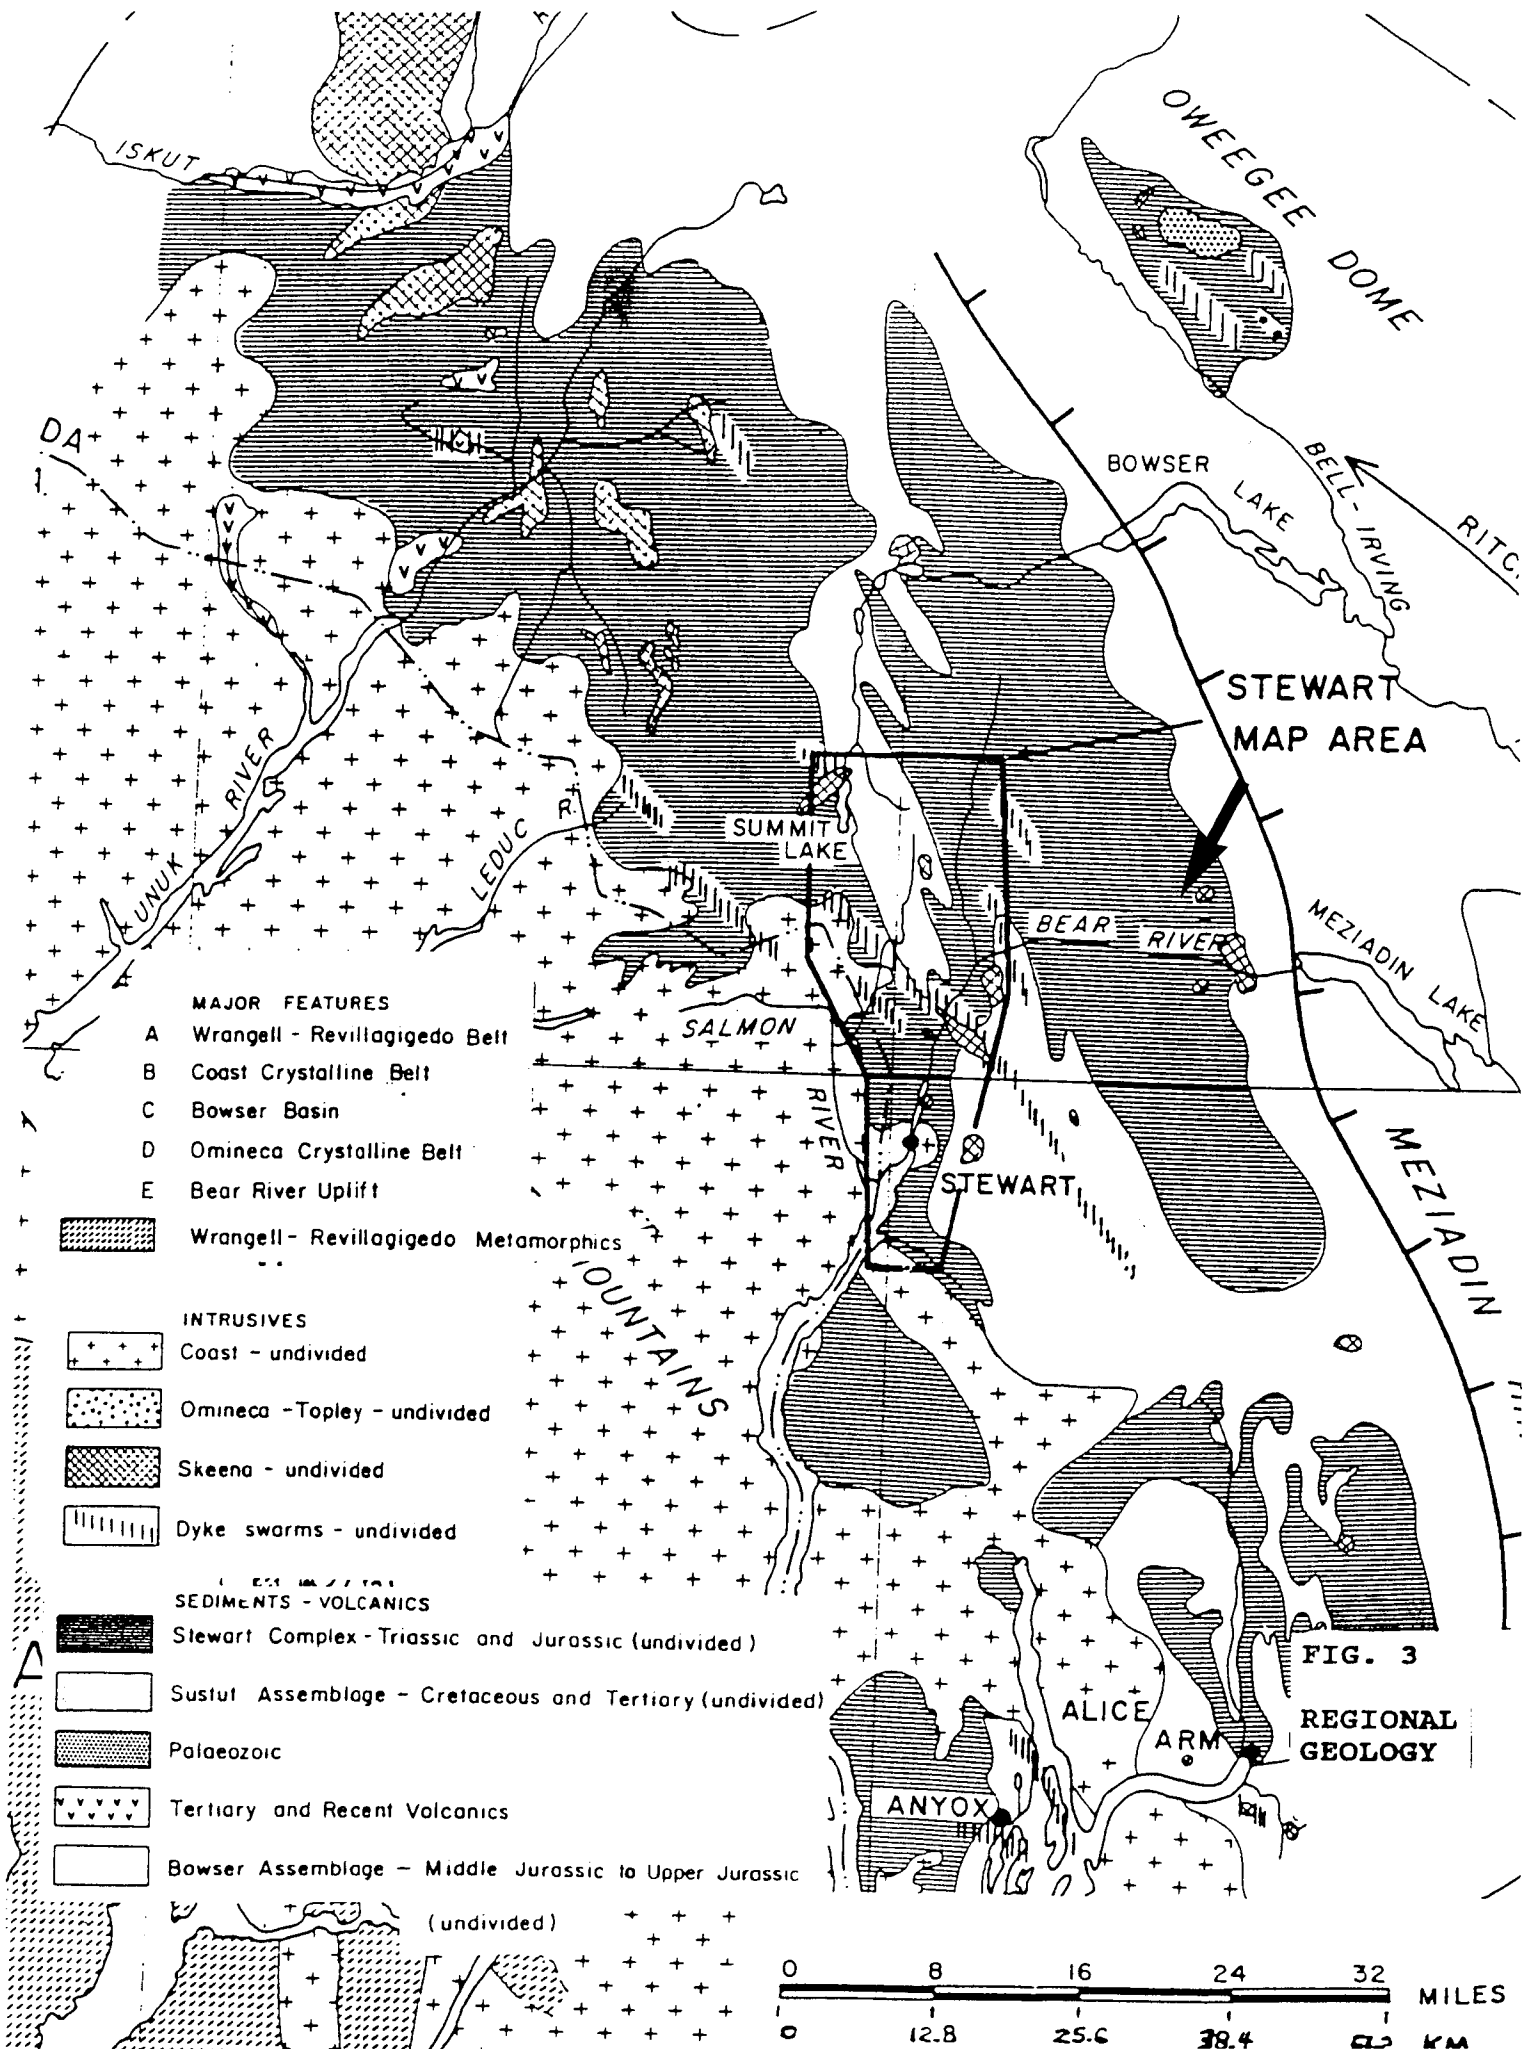 ISKUT
OWEEGEE DOME
DA
BOWSER
LAKE
BELL-IRVING
STEWART
MAP AREA
UNUK RIVER
LEDUC R.
SUMMIT
LAKE
BEAR RIVER
MEZIADIN LAKE
SALMON
RIVER
STEWART
MEZIADIN
MAJOR FEATURES
A Wrangell - Revillagigedo Belt
B Coast Crystalline Belt
C Bowser Basin
D Omineca Crystalline Belt
E Bear River Uplift
Wrangell - Revillagigedo Metamorphics
OUNTAINS
INTRUSIVES
Coast - undivided
Omineca - Topley - undivided
Skeena - undivided
Dyke swarms - undivided
SEDIMENTS - VOLCANICS
Stewart Complex - Triassic and Jurassic (undivided)
Sustut Assemblage - Cretaceous and Tertiary (undivided)
Palaeozoic
Tertiary and Recent Volcanics
Bowser Assemblage - Middle Jurassic to Upper Jurassic
(undivided)
A
ALICE
ARM
ANYOX
FIG. 3
REGIONAL
GEOLOGY
0 8 16 24 32 MILES
0 12.8 25.6 38.4 KM